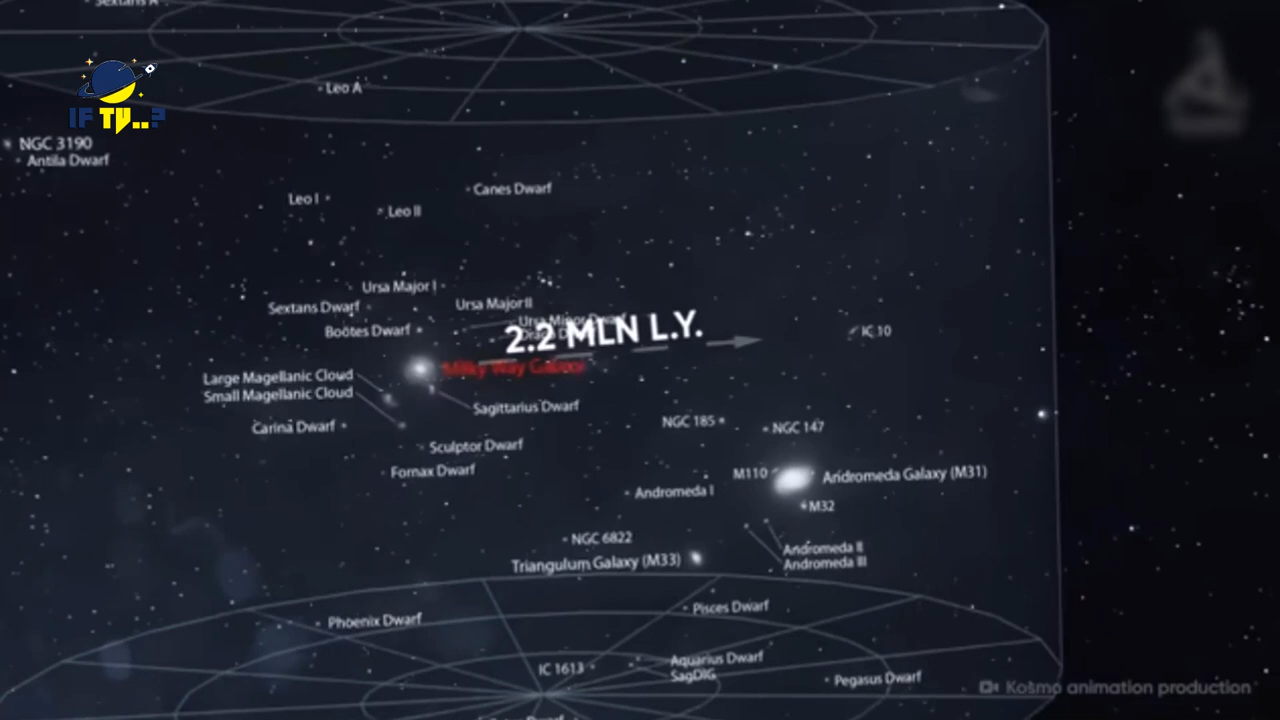 Sextans A
Leo A
IF TV..?
NGC 3190
Antila Dwarf
Canes Dwarf
Leo I
Leo II
Ursa Major I
Sextans Dwarf
Ursa Major II
Ursa Minor Dwarf
Boötes Dwarf
2.2 MLN L.Y.
IC 10
Milky Way Galaxy
Large Magellanic Cloud
Small Magellanic Cloud
Sagittarius Dwarf
Carina Dwarf
NGC 185
NGC 147
Sculptor Dwarf
Fornax Dwarf
M110
Andromeda Galaxy (M31)
Andromeda I
M32
NGC 6822
Andromeda II
Andromeda III
Triangulum Galaxy (M33)
Pisces Dwarf
Phoenix Dwarf
IC 1613
Aquarius Dwarf
SagDIG
Pegasus Dwarf
Kosmo animation production